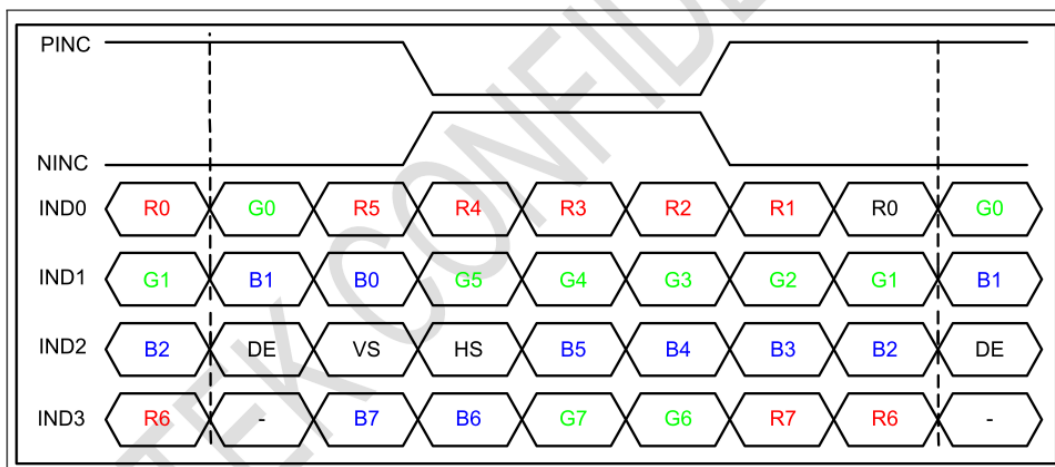 PINC
NINC
IND0 R0 G0 R5 R4 R3 R2 R1 R0 G0
IND1 G1 B1 B0 G5 G4 G3 G2 G1 B1
IND2 B2 DE VS HS B5 B4 B3 B2 DE
IND3 R6 - B7 B6 G7 G6 R7 R6 -